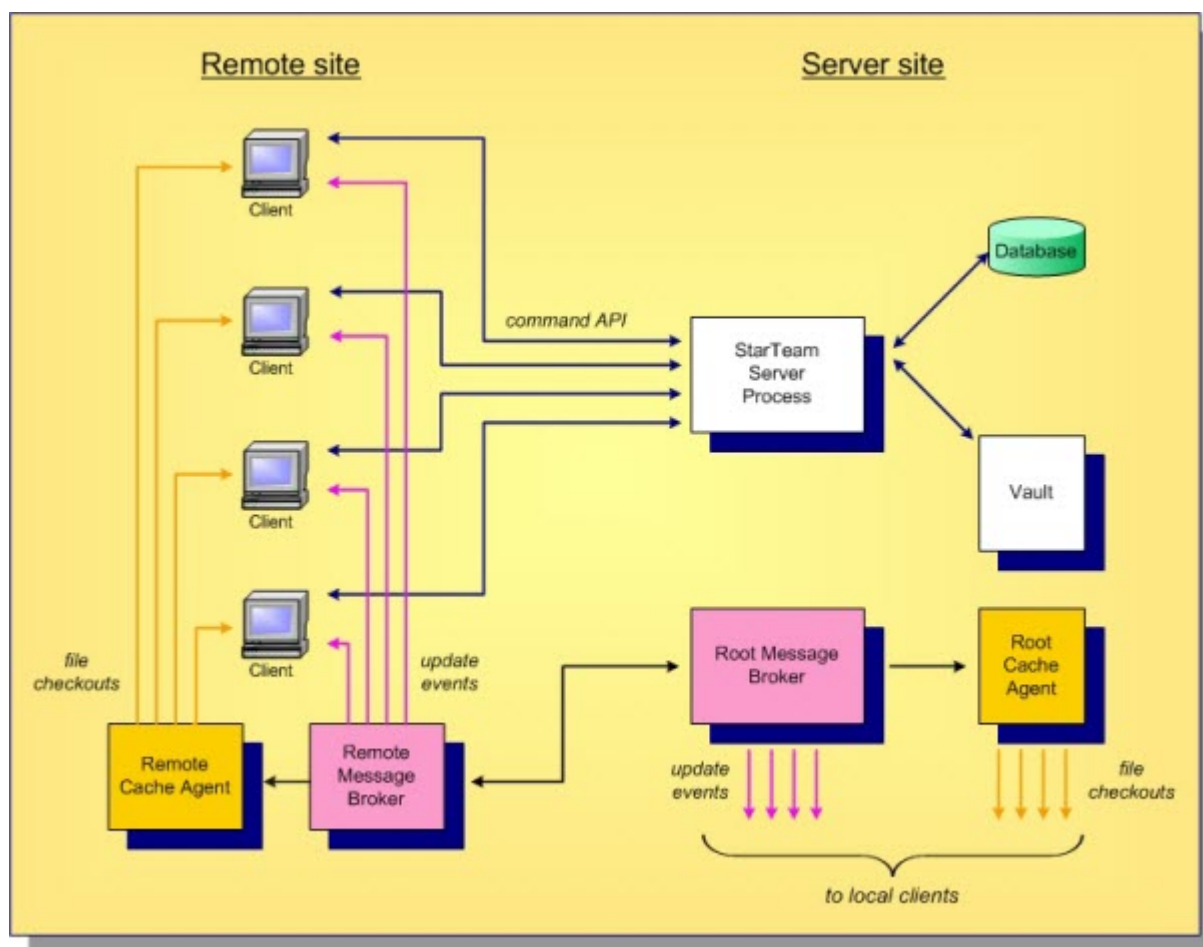 Remote site
Server site
Client
Client
Client
Client
command API
StarTeam
Server
Process
Database
Vault
file
checkouts
update
events
Remote
Cache Agent
Remote
Message
Broker
Root Message
Broker
Root
Cache
Agent
update
events
file
checkouts
to local clients